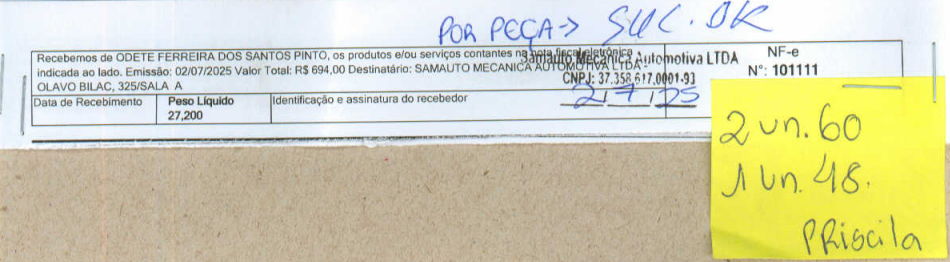 POR PEÇA-> SUC. OK
Recebemos de ODETE FERREIRA DOS SANTOS PINTO, os produtos e/ou serviços contantes na nota fiscal eletrônica
indicada ao lado. Emissão: 02/07/2025 Valor Total: R$ 694,00 Destinatário: SAMAUTO MECANICA AUTOMOTIVA LTDA -
OLAVO BILAC, 325/SALA A
Samauto Mecânica Automotiva LTDA
CNPJ: 37.358.617.0001-93
2/7/25
NF-e
N°: 101111
Data de Recebimento
Peso Líquido
27,200
Identificação e assinatura do recebedor
2 un. 60
1 un. 48.
PRiscila